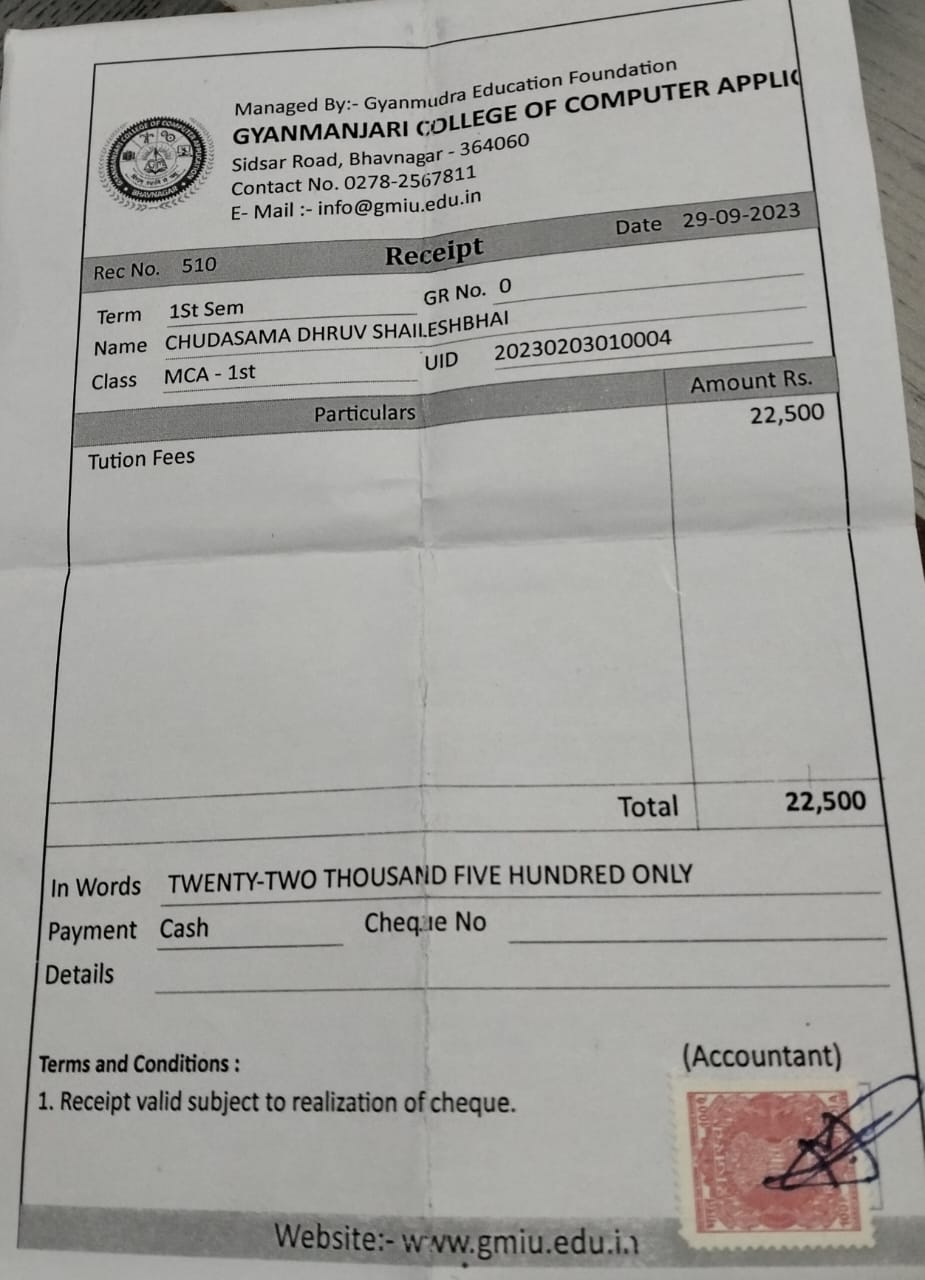 Managed By:- Gyanmudra Education Foundation
GYANMANJARI COLLEGE OF COMPUTER APPLIC
Sidsar Road, Bhavnagar - 364060
Contact No. 0278-2567811
E- Mail :- info@gmiu.edu.in
BHAVNAGAR
Rec No. 510 Receipt Date 29-09-2023
Term 1St Sem GR No. 0
Name CHUDASAMA DHRUV SHAILESHBHAI
Class MCA - 1st UID 20230203010004
Particulars Amount Rs.
Tution Fees 22,500
Total 22,500
In Words TWENTY-TWO THOUSAND FIVE HUNDRED ONLY
Payment Cash Cheque No
Details
Terms and Conditions :
(Accountant)
1. Receipt valid subject to realization of cheque.
Website:- www.gmiu.edu.in